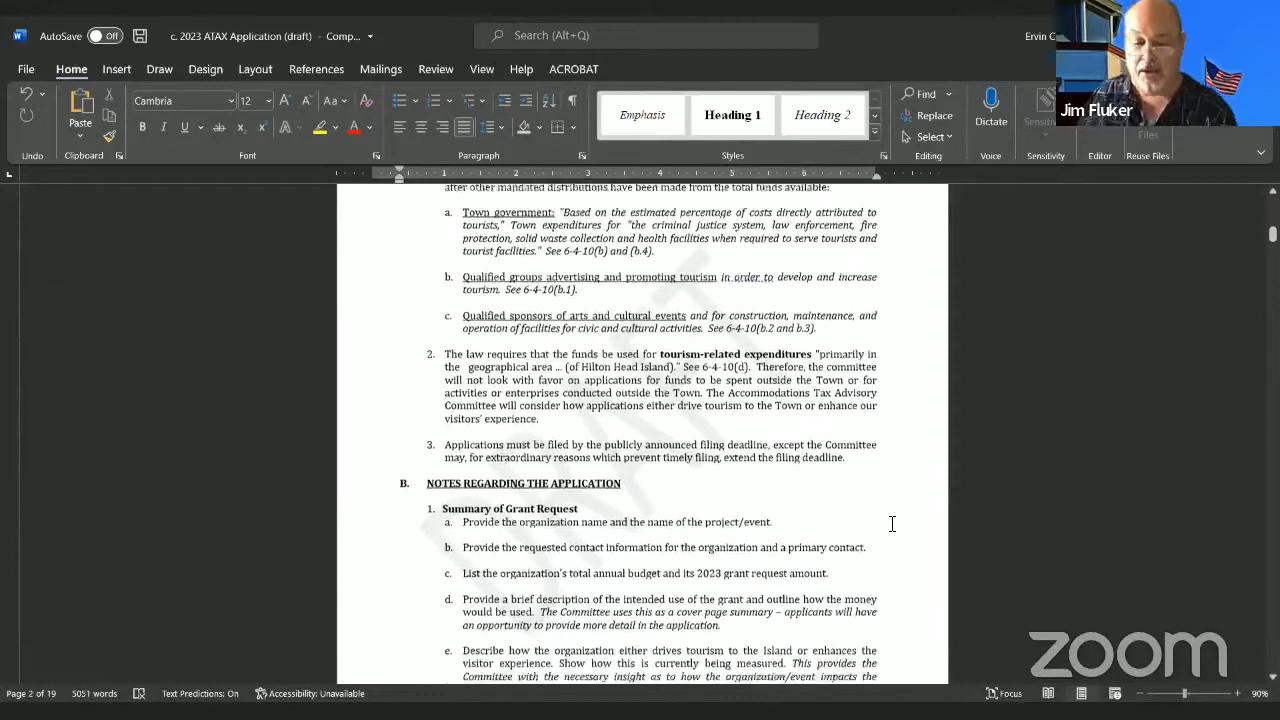 AutoSave Off c. 2023 ATAX Application (draft) - Comp... Search (Alt+Q) Ervin C
File Home Insert Draw Design Layout References Mailings Review View Help ACROBAT
Cambria 12 Emphasis Heading 1 Heading 2 Find Replace Select
Paste Dictate Sensitivity Files
Undo Clipboard Font Paragraph Styles Editing Voice Sensitivity Editor Reuse Files
Jim Fluker
1 2 3 4 5 6
after other mandated distributions have been made from the total funds available:
a. Town government: "Based on the estimated percentage of costs directly attributed to
tourists," Town expenditures for "the criminal justice system, law enforcement, fire
protection, solid waste collection and health facilities when required to serve tourists and
tourist facilities." See 6-4-10(b) and (b.4).
b. Qualified groups advertising and promoting tourism in order to develop and increase
tourism. See 6-4-10(b.1).
c. Qualified sponsors of arts and cultural events and for construction, maintenance, and
operation of facilities for civic and cultural activities. See 6-4-10(b.2 and b.3).
2. The law requires that the funds be used for tourism-related expenditures "primarily in
the geographical area ... (of Hilton Head Island)." See 6-4-10(d). Therefore, the committee
will not look with favor on applications for funds to be spent outside the Town or for
activities or enterprises conducted outside the Town. The Accommodations Tax Advisory
Committee will consider how applications either drive tourism to the Town or enhance our
visitors' experience.
3. Applications must be filed by the publicly announced filing deadline, except the Committee
may, for extraordinary reasons which prevent timely filing, extend the filing deadline.
B. NOTES REGARDING THE APPLICATION
1. Summary of Grant Request
a. Provide the organization name and the name of the project/event.
b. Provide the requested contact information for the organization and a primary contact.
c. List the organization's total annual budget and its 2023 grant request amount.
d. Provide a brief description of the intended use of the grant and outline how the money
would be used. The Committee uses this as a cover page summary – applicants will have
an opportunity to provide more detail in the application.
e. Describe how the organization either drives tourism to the Island or enhances the
visitor experience. Show how this is currently being measured. This provides the
Committee with the necessary insight as to how the organization/event impacts the
DRAFT
zoom
Page 2 of 19 5051 words Text Predictions: On Accessibility: Unavailable Focus 90%